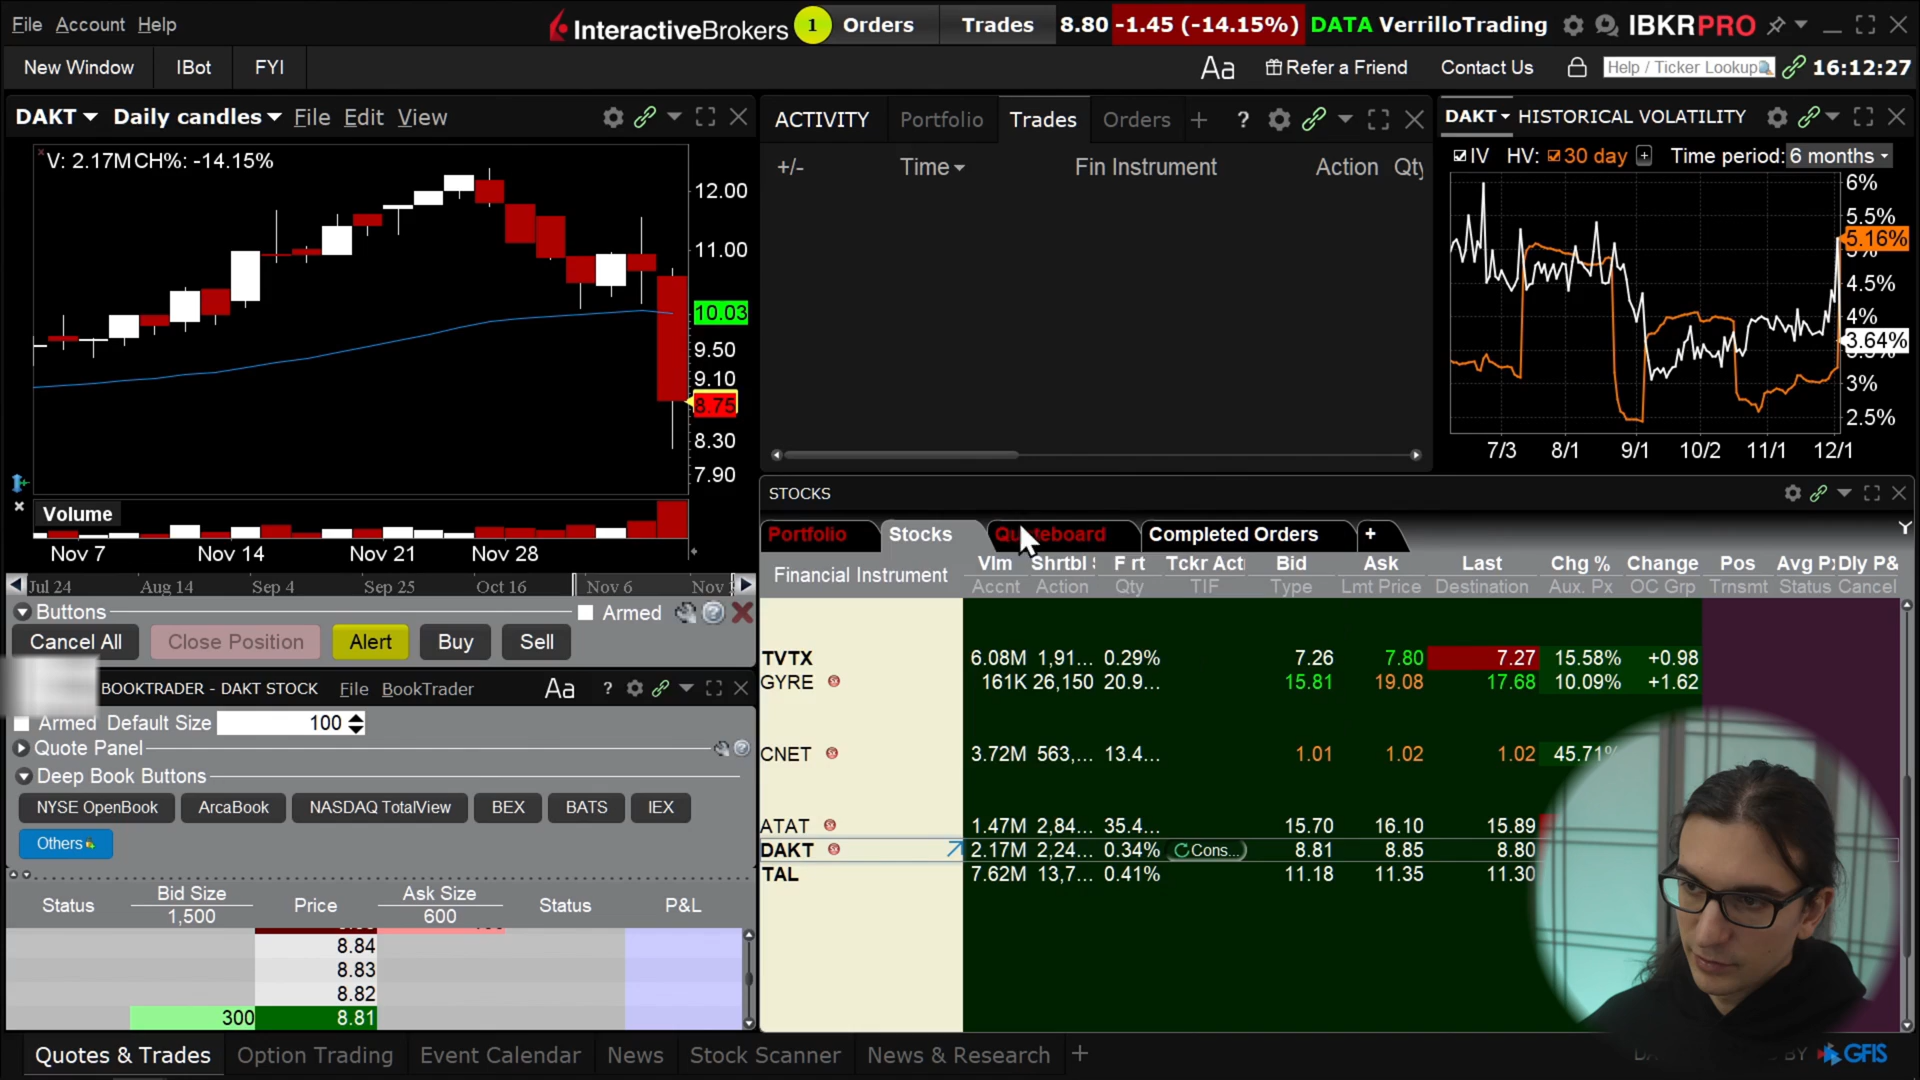 File Account Help
InteractiveBrokers 1 Orders Trades 8.80 -1.45 (-14.15%) DATA VerrilloTrading IBKRPRO
New Window IBot FYI
Aa Refer a Friend Contact Us Help / Ticker Lookup 16:12:27
DAKT Daily candles File Edit View
V: 2.17M CH%: -14.15%
12.00
11.00
10.03
9.50
9.10
8.75
8.30
7.90
Volume
Nov 7 Nov 14 Nov 21 Nov 28
Jul 24 Aug 14 Sep 4 Sep 25 Oct 16 Nov 6 Nov
Buttons Armed
Cancel All Close Position Alert Buy Sell
BOOKTRADER - DAKT STOCK File BookTrader Aa ?
Armed Default Size 100
Quote Panel
Deep Book Buttons
NYSE OpenBook ArcaBook NASDAQ TotalView BEX BATS IEX
Others
Status Bid Size Price Ask Size Status P&L
1,500 600
8.84
8.83
8.82
300 8.81
ACTIVITY Portfolio Trades Orders + ?
+/- Time Fin Instrument Action Qty
DAKT HISTORICAL VOLATILITY
IV HV: 30 day + Time period: 6 months
6%
5.5%
5.16%
4.5%
4%
3.64%
3%
2.5%
7/3 8/1 9/1 10/2 11/1 12/1
STOCKS
Portfolio Stocks Completed Orders +
Financial Instrument
Vlm Shrtbl F rt Tckr Acti Bid Ask Last Chg % Change Pos Avg P Dly P&
Accnt Action Qty TIF Type Lmt Price Destination Aux. Px OC Grp Trnsmt Status Cancel
TVTX 6.08M 1,91... 0.29% 7.26 7.80 7.27 15.58% +0.98
GYRE 161K 26,150 20.9... 15.81 19.08 17.68 10.09% +1.62
CNET 3.72M 563,... 13.4... 1.01 1.02 1.02 45.71%
ATAT 1.47M 2,84... 35.4... 15.70 16.10 15.89
DAKT 2.17M 2,24... 0.34% Cons... 8.81 8.85 8.80
TAL 7.62M 13,7... 0.41% 11.18 11.35 11.30
Quotes & Trades Option Trading Event Calendar News Stock Scanner News & Research +
BY GFIS